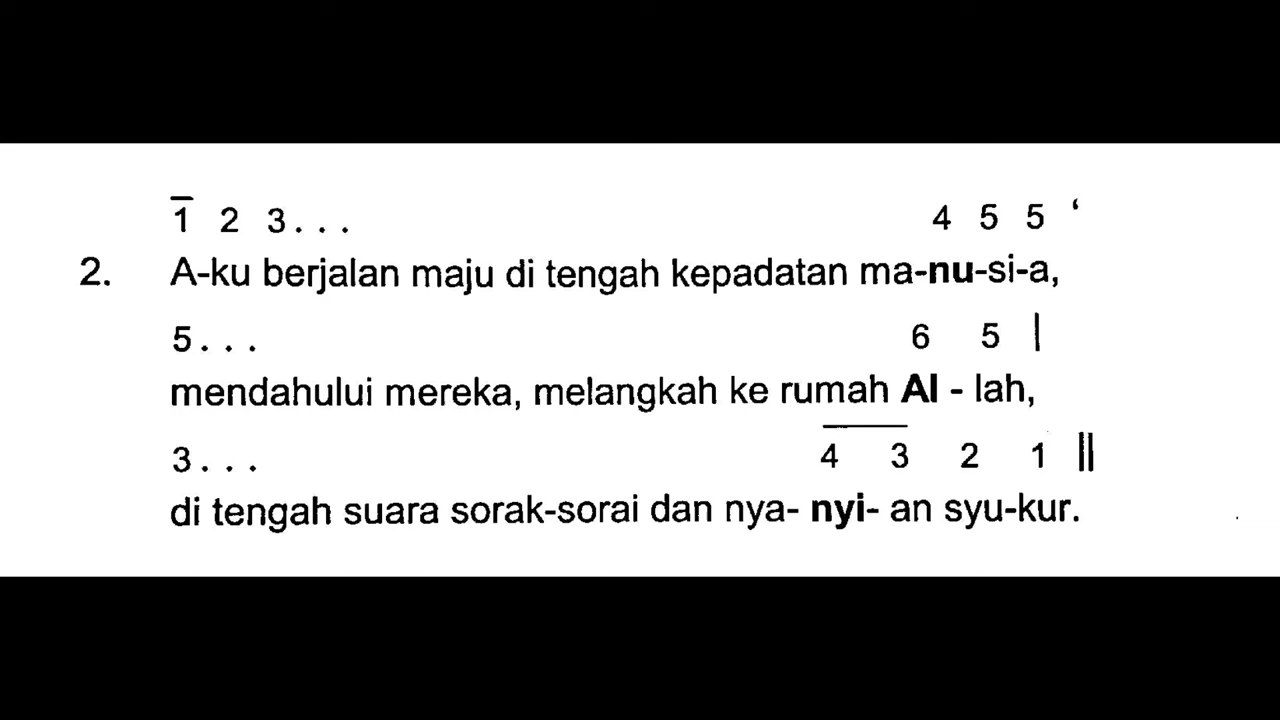 1 2 3... 4 5 5 ‘
2. A-ku berjalan maju di tengah kepadatan ma-nu-si-a,
5... 6 5 |
mendahului mereka, melangkah ke rumah Al - lah,
3... 4 3 2 1 ||
di tengah suara sorak-sorai dan nya- nyi- an syu-kur.